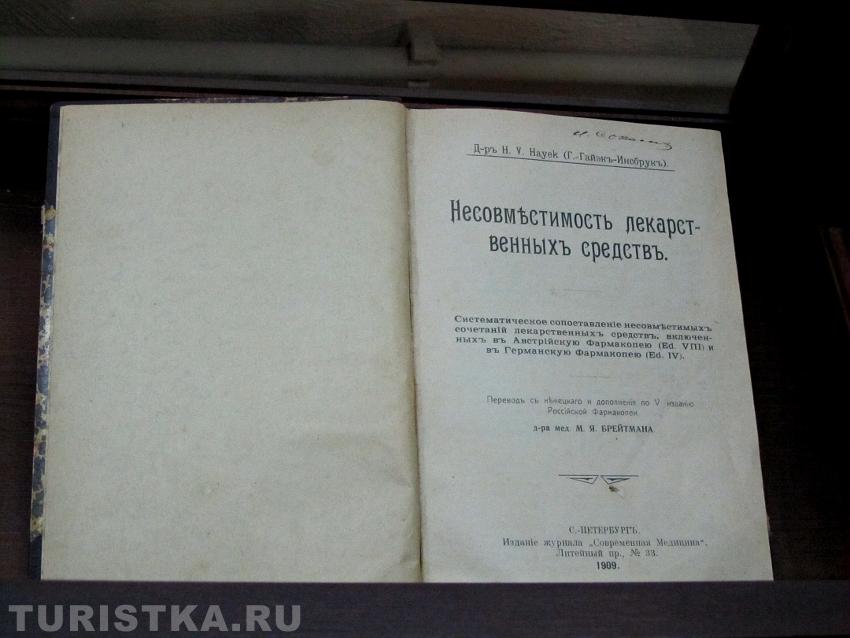 Д-ръ H. V. Hayek (Г.-Гайэкъ-Инсбрукъ).
Несовмѣстимость лекарст-
венныхъ средствъ.
Систематическое сопоставленіе несовмѣстимыхъ
сочетаній лекарственныхъ средствъ, включен-
ныхъ въ Австрійскую Фармакопею (Ed. VIII) и
въ Германскую Фармакопею (Ed. IV).
Переводъ съ нѣмецкаго и дополненія по V изданію
Россійской Фармакопеи
д-ра мед. М. Я. БРЕЙТМАНА
С.-ПЕТЕРБУРГЪ.
Изданіе журнала „Современная Медицина“,
Литейный пр., № 33.
1909.
TURISTKA.RU